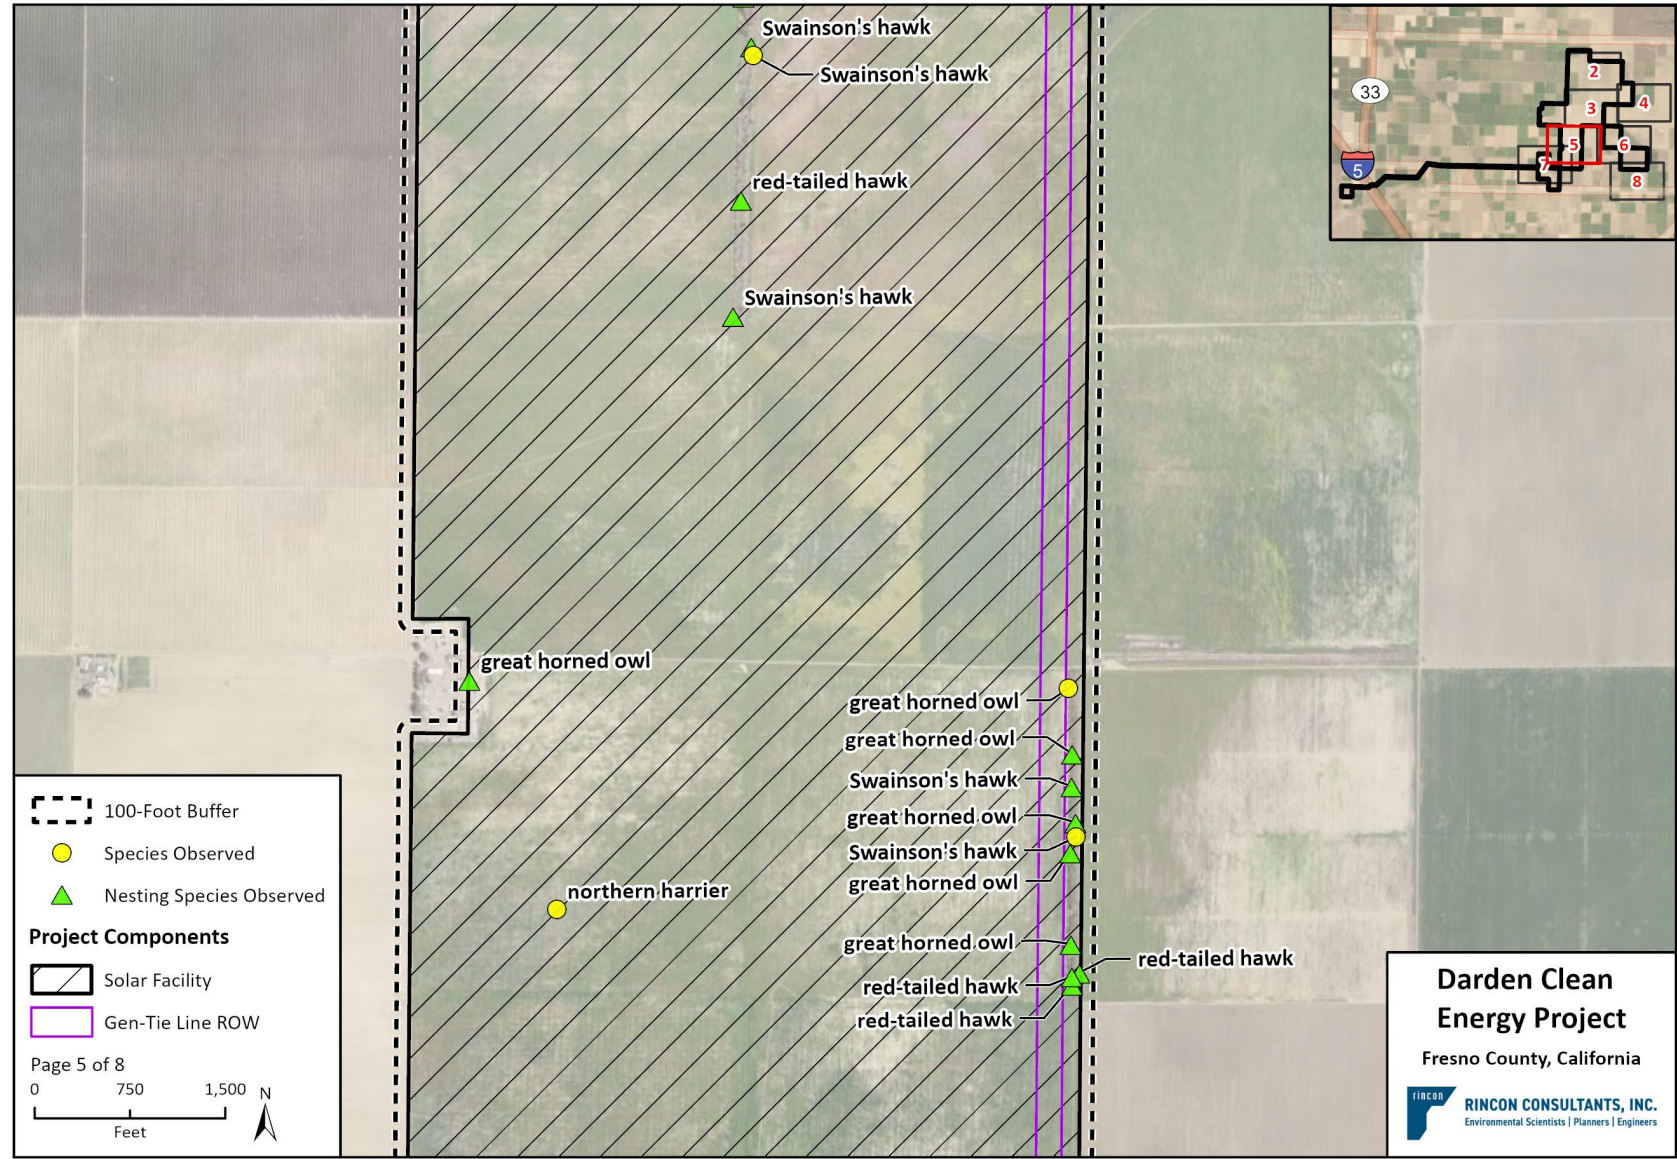 Swainson's hawk
Swainson's hawk
red-tailed hawk
Swainson's hawk
33
5
2
3
4
5
6
7
8
great horned owl
great horned owl
great horned owl
Swainson's hawk
great horned owl
Swainson's hawk
great horned owl
northern harrier
great horned owl
red-tailed hawk
red-tailed hawk
red-tailed hawk
100-Foot Buffer
Species Observed
Nesting Species Observed
Project Components
Solar Facility
Gen-Tie Line ROW
Page 5 of 8
0 750 1,500
Feet
N
Darden Clean
Energy Project
Fresno County, California
rincon
RINCON CONSULTANTS, INC.
Environmental Scientists | Planners | Engineers